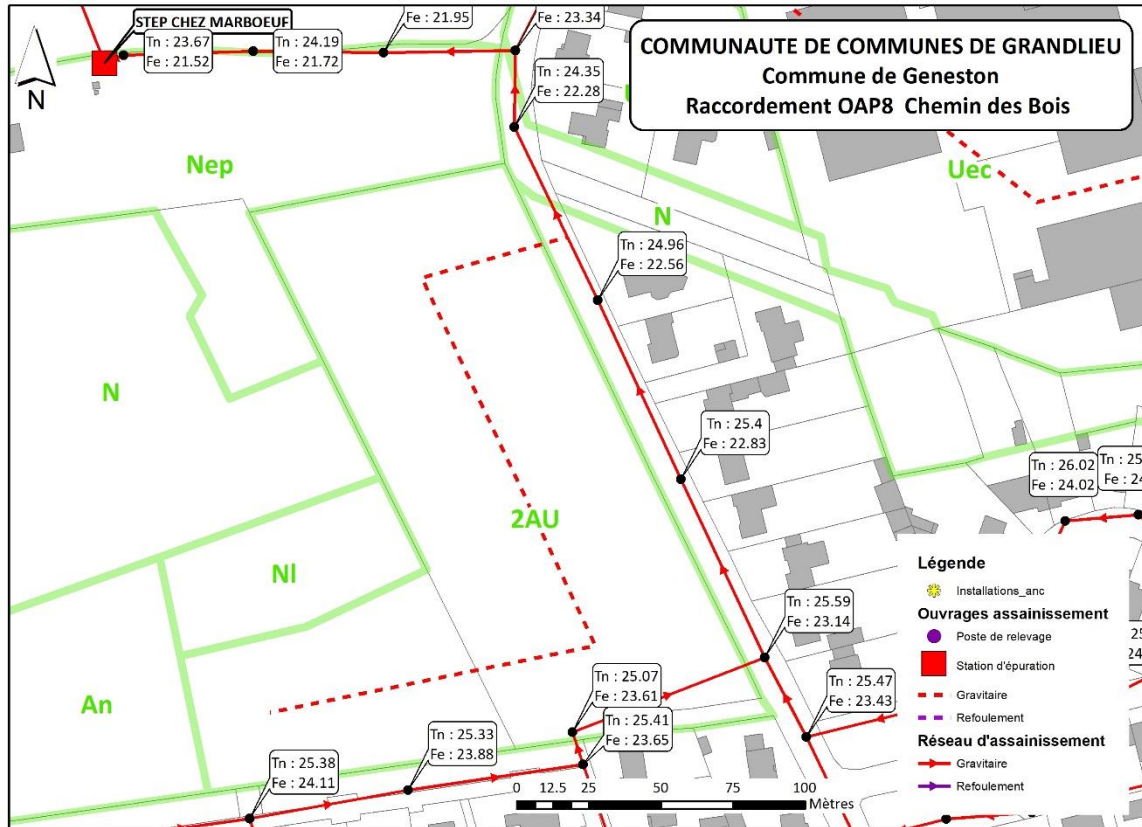 STEP CHEZ MARBOEUF
Fe : 21.95
Fe : 23.34
Tn : 23.67
Fe : 21.52
Tn : 24.19
Fe : 21.72
COMMUNAUTE DE COMMUNES DE GRANDLIEU
Commune de Geneston
Raccordement OAP8 Chemin des Bois
N
Tn : 24.35
Fe : 22.28
Nep
Uec
N
Tn : 24.96
Fe : 22.56
N
Tn : 25.4
Fe : 22.83
Tn : 26.02
Fe : 24.02
2AU
Nl
Tn : 25.59
Fe : 23.14
An
Tn : 25.07
Fe : 23.61
Tn : 25.47
Fe : 23.43
Tn : 25.41
Fe : 23.65
Tn : 25.33
Fe : 23.88
Tn : 25.38
Fe : 24.11
0 12.5 25 50 75 100
Mètres
Légende
Installations_anc
Ouvrages assainissement
Poste de relevage
Station d'épuration
Gravitaire
Refoulement
Réseau d'assainissement
Gravitaire
Refoulement